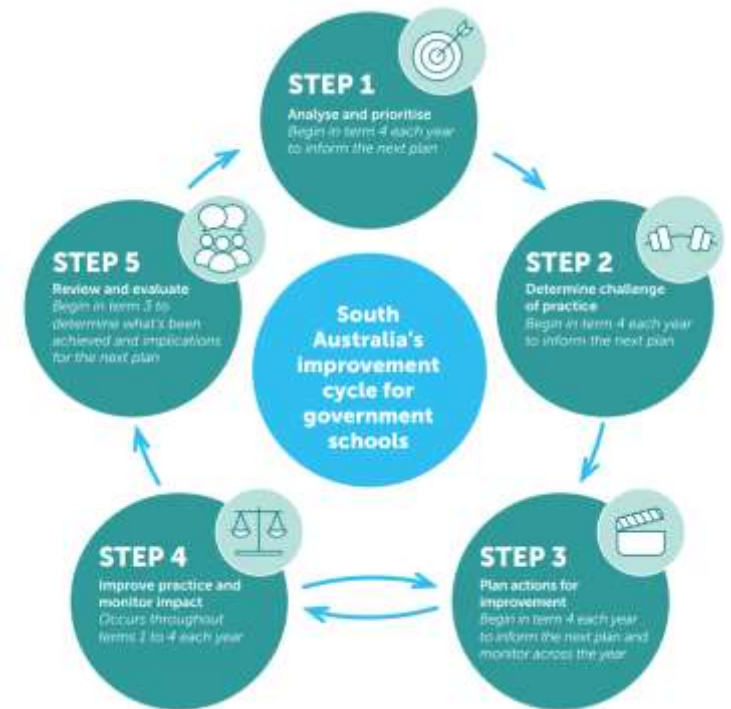 STEP 1
Analyse and prioritise
Begin in term 4 each year
to inform the next plan
STEP 2
Determine challenge
of practice
Begin in term 4 each year
to inform the next plan
STEP 3
Plan actions for
improvement
Begin in term 4 each year
to inform the next plan and
monitor across the year
STEP 4
Improve practice and
monitor impact
Occurs throughout
terms 1 to 4 each year
STEP 5
Review and evaluate
Begin in term 3 to
determine what's been
achieved and implications
for the next plan
South
Australia's
improvement
cycle for
government
schools